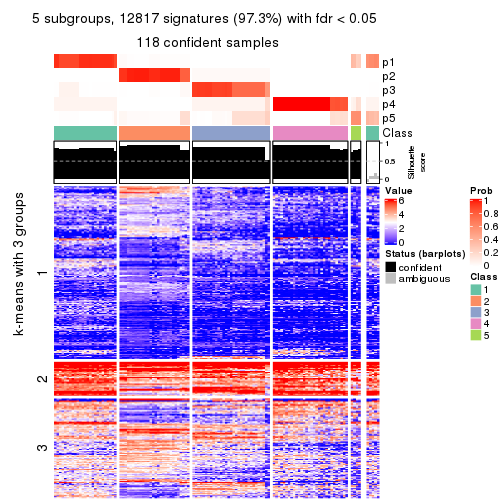 5 subgroups, 12817 signatures (97.3%) with fdr < 0.05
118 confident samples
p1
p2
p3
p4
p5
Class
1
0.5
0
Silhouette
score
k-means with 3 groups
1
2
3
Value
6
4
2
0
Status (barplots)
confident
ambiguous
Prob
1
0.8
0.6
0.4
0.2
0
Class
1
2
3
4
5